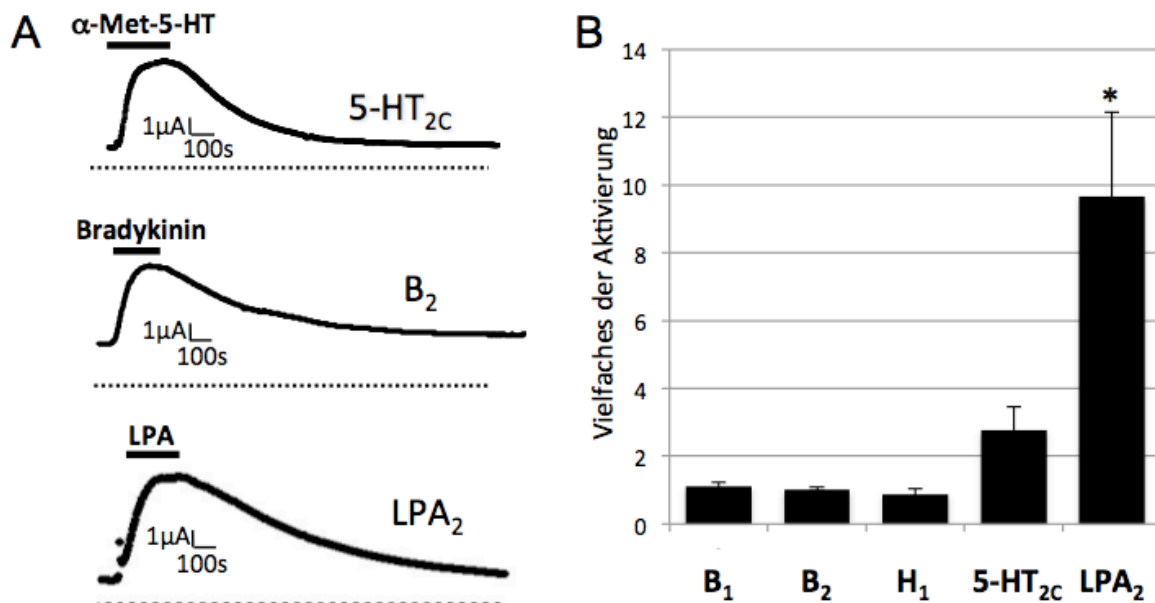 A
α-Met-5-HT
5-HT2C
1µA
100s
Bradykinin
B2
1µA
100s
LPA
LPA2
1µA
100s
B
Vielfaches der Aktivierung
14
12
10
8
6
4
2
0
*
B1 B2 H1 5-HT2C LPA2